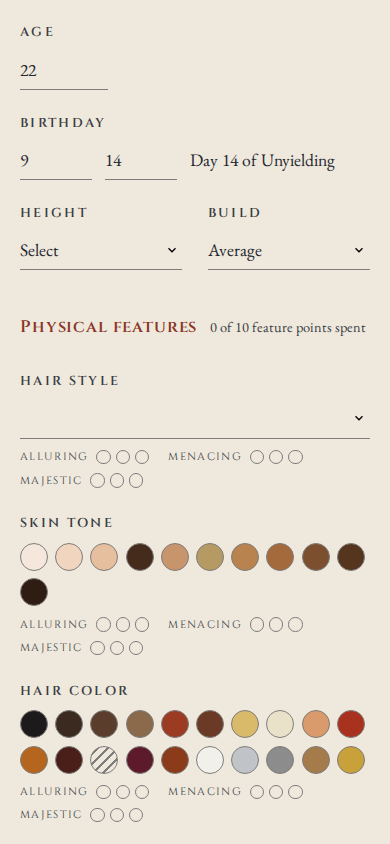 AGE
22
BIRTHDAY
9 14 Day 14 of Unyielding
HEIGHT BUILD
Select Average
PHYSICAL FEATURES 0 of 10 feature points spent
HAIR STYLE
ALLURING MENACING
MAJESTIC
SKIN TONE
ALLURING MENACING
MAJESTIC
HAIR COLOR
ALLURING MENACING
MAJESTIC